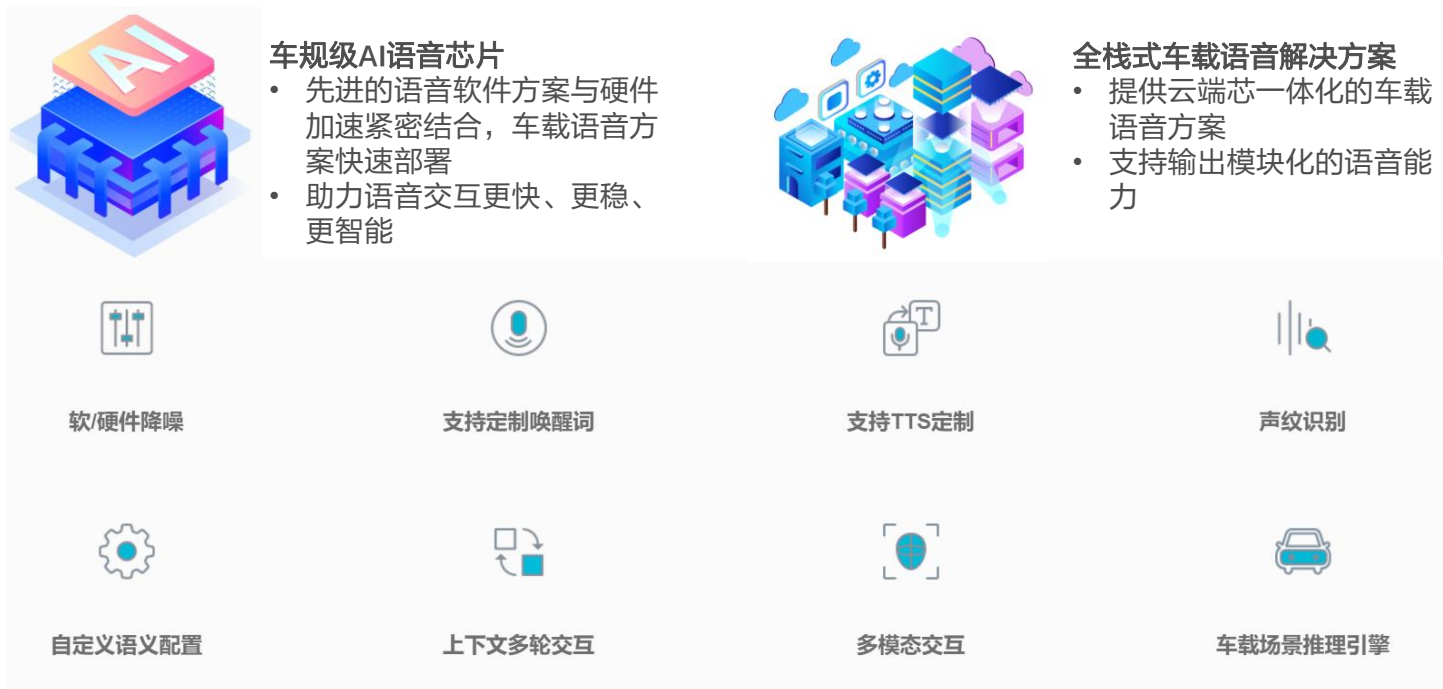 AI
车规级AI语音芯片
• 先进的语音软件方案与硬件
加速紧密结合，车载语音方
案快速部署
• 助力语音交互更快、更稳、
更智能
全栈式车载语音解决方案
• 提供云端芯一体化的车载
语音方案
• 支持输出模块化的语音能
力
T
软/硬件降噪
支持定制唤醒词
支持TTS定制
声纹识别
自定义语义配置
上下文多轮交互
多模态交互
车载场景推理引擎